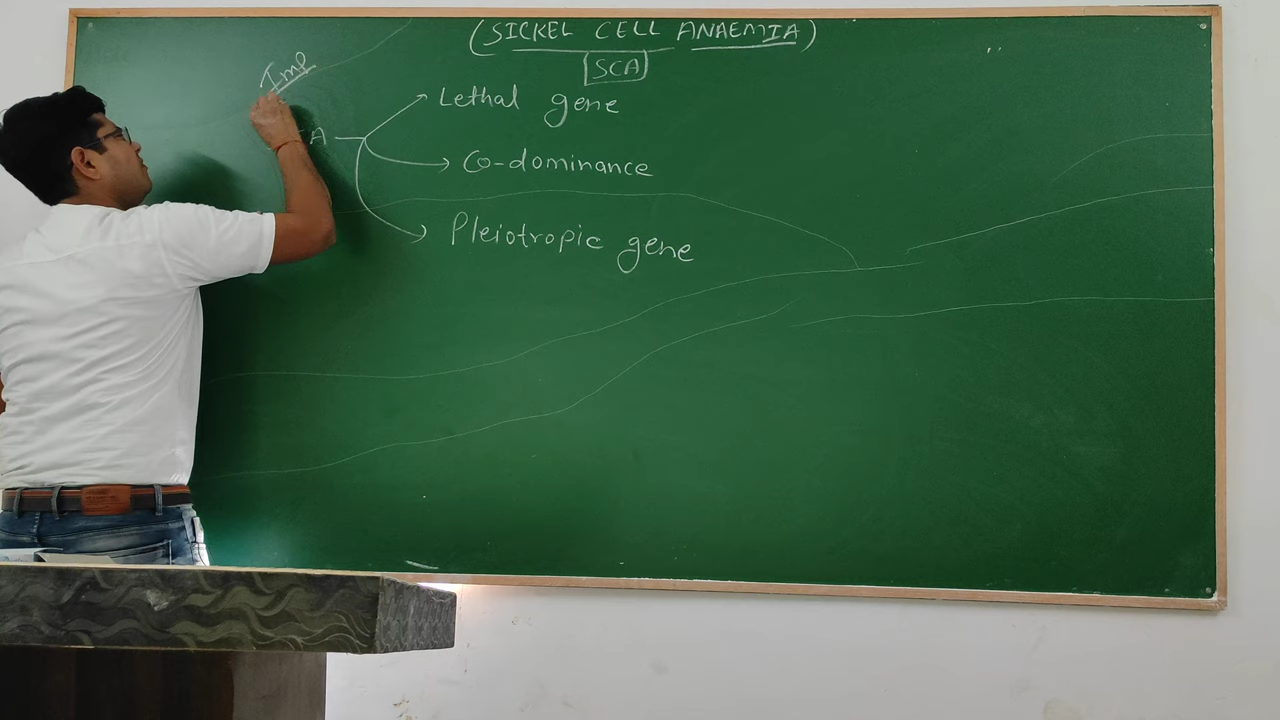 (SICKEL CELL ANAEMIA)
SCA
Imp
Lethal gene
A
Co-dominance
Pleiotropic gene